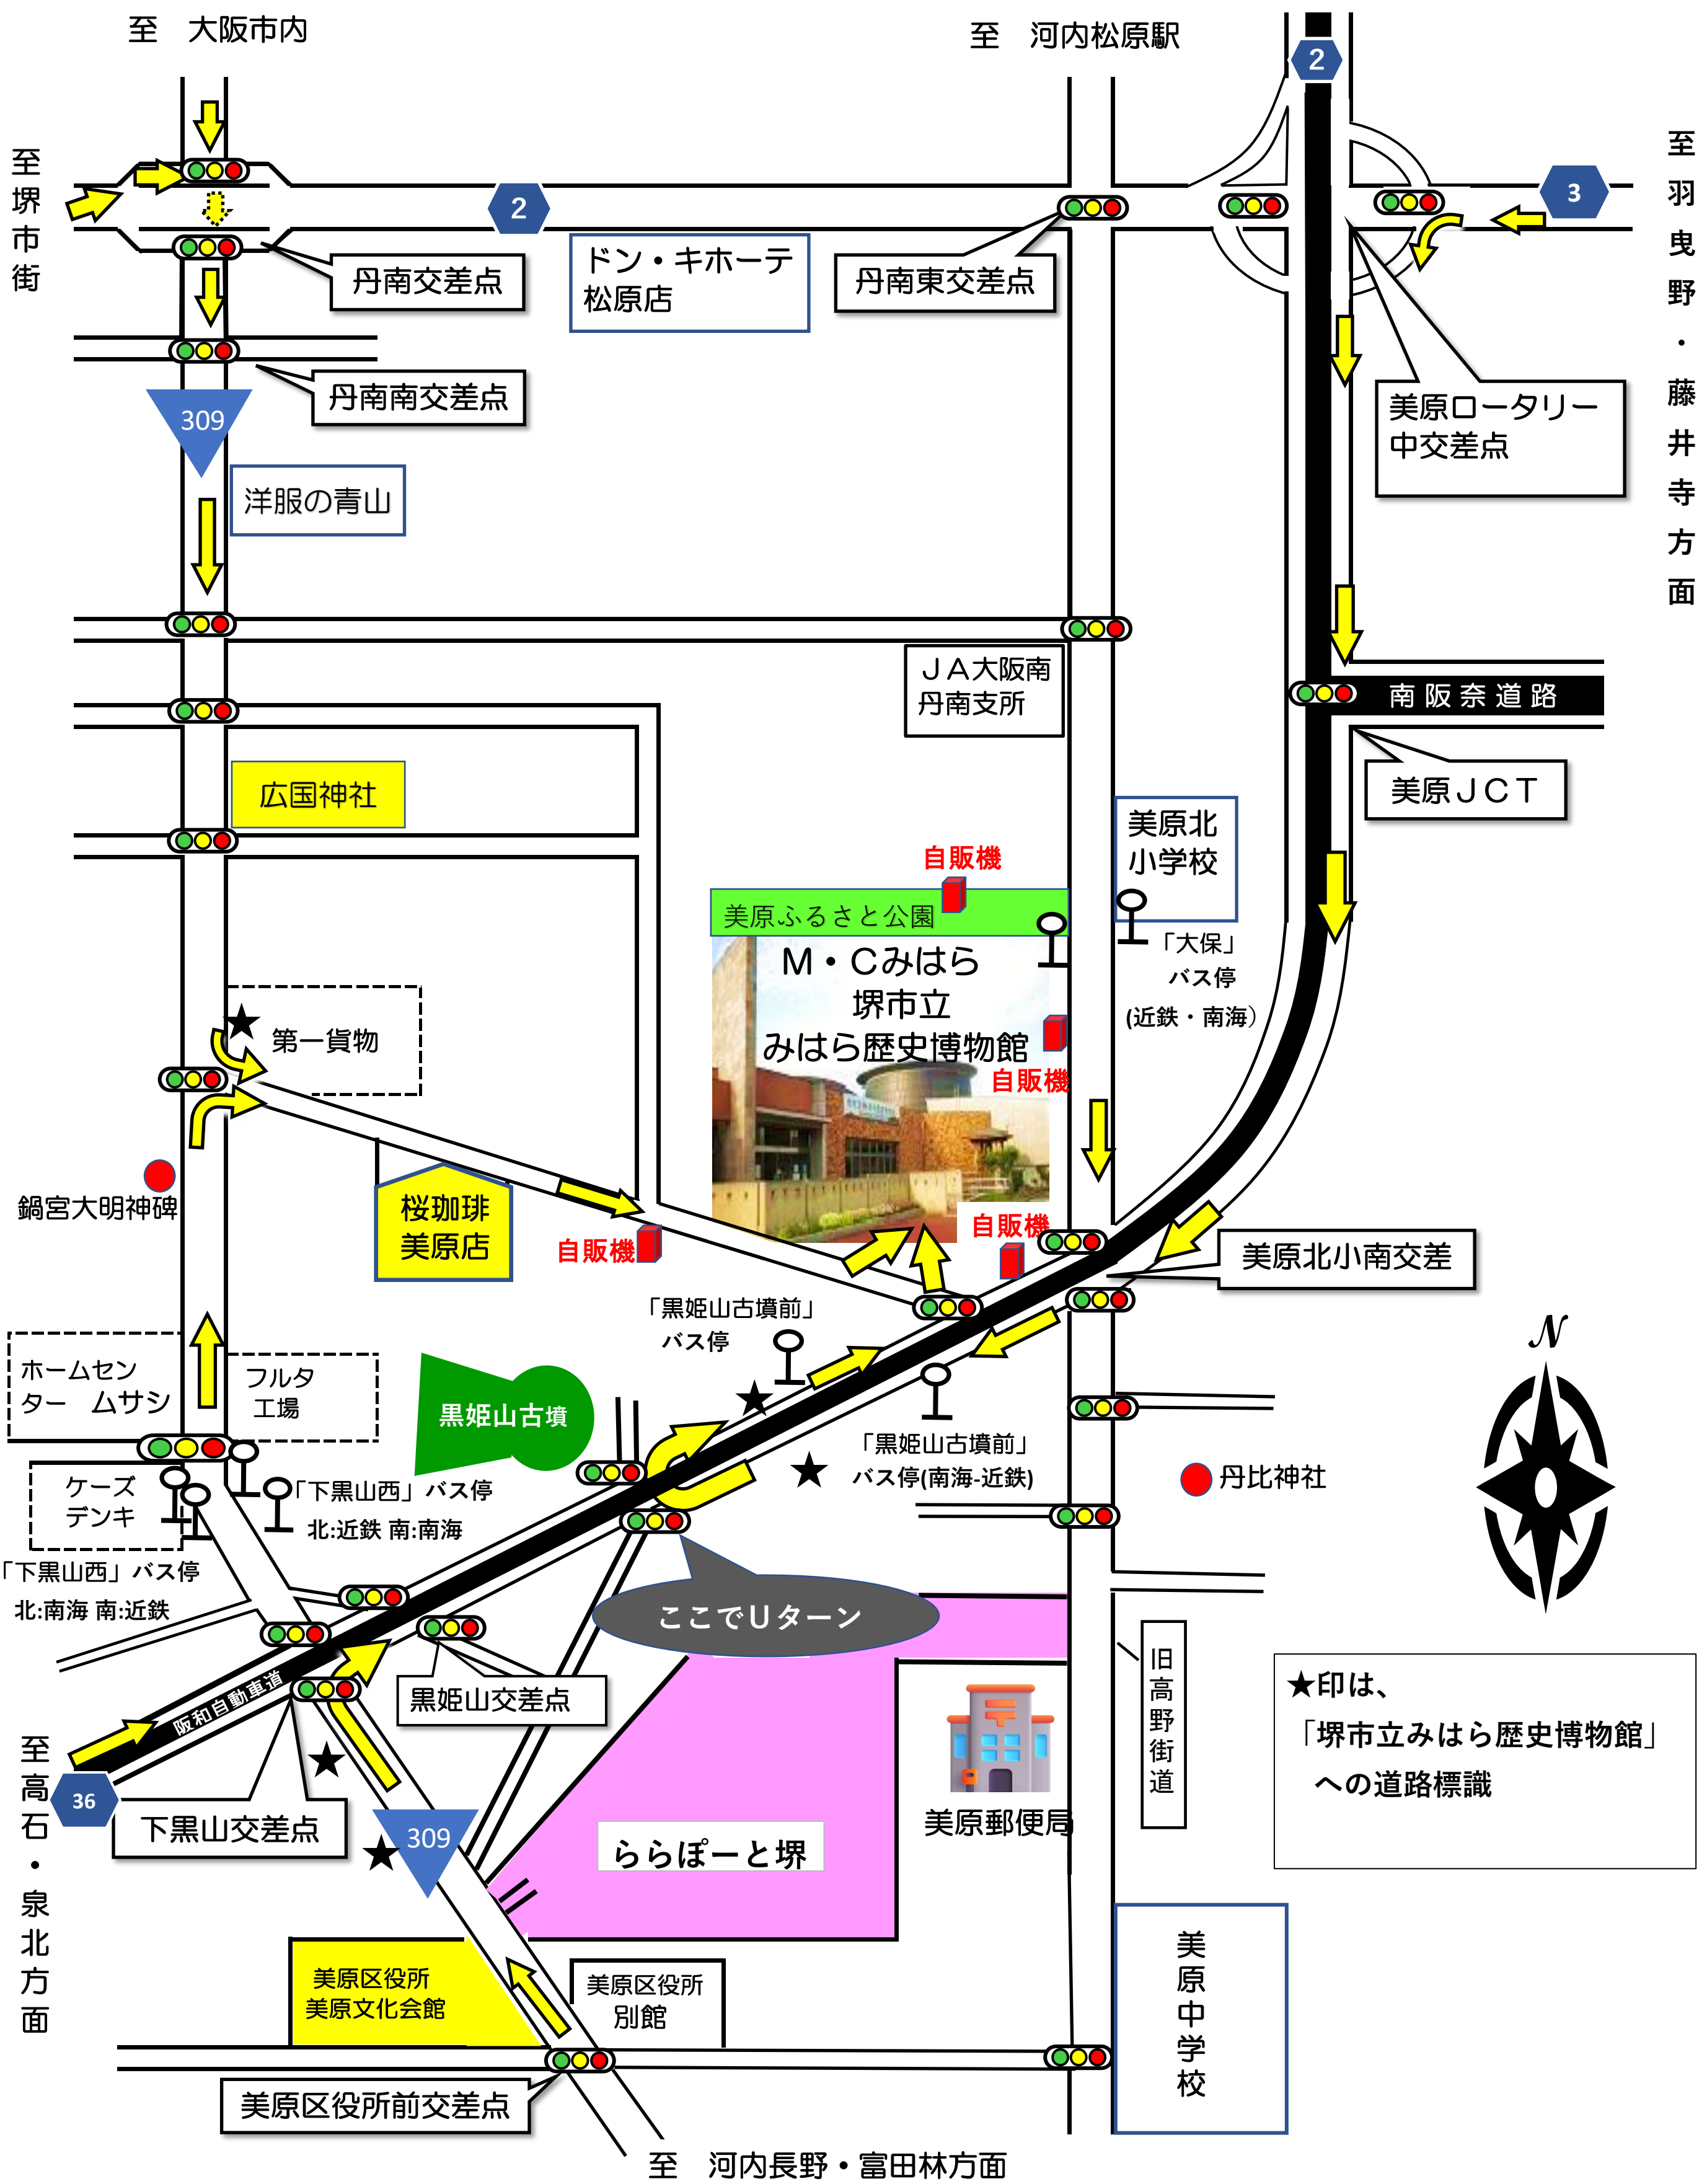 至　大阪市内
至　河内松原駅
2
至堺市街
至羽曳野・藤井寺方面
2
3
丹南交差点
ドン・キホーテ
松原店
丹南東交差点
丹南南交差点
309
美原ロータリー
中交差点
洋服の青山
ＪＡ大阪南
丹南支所
南阪奈道路
美原ＪＣＴ
広国神社
美原北
小学校
自販機
美原ふるさと公園
「大保」
バス停
(近鉄・南海）
Ｍ・Ｃみはら
堺市立
みはら歴史博物館
自販機
★
第一貨物
鍋宮大明神碑
桜珈琲
美原店
自販機
自販機
美原北小南交差
「黒姫山古墳前」
バス停
N
ホームセン
ター　ムサシ
フルタ
工場
黒姫山古墳
★
「黒姫山古墳前」
バス停(南海-近鉄)
★
丹比神社
ケーズ
デンキ
「下黒山西」バス停
北:近鉄 南:南海
「下黒山西」バス停
北:南海 南:近鉄
ここでＵターン
旧高野街道
阪和自動車道
黒姫山交差点
★印は、
「堺市立みはら歴史博物館」
への道路標識
至高石・泉北方面
36
★
下黒山交差点
★
309
ららぽーと堺
美原郵便局
美原区役所
美原文化会館
美原区役所
別館
美原中学校
美原区役所前交差点
至　河内長野・富田林方面